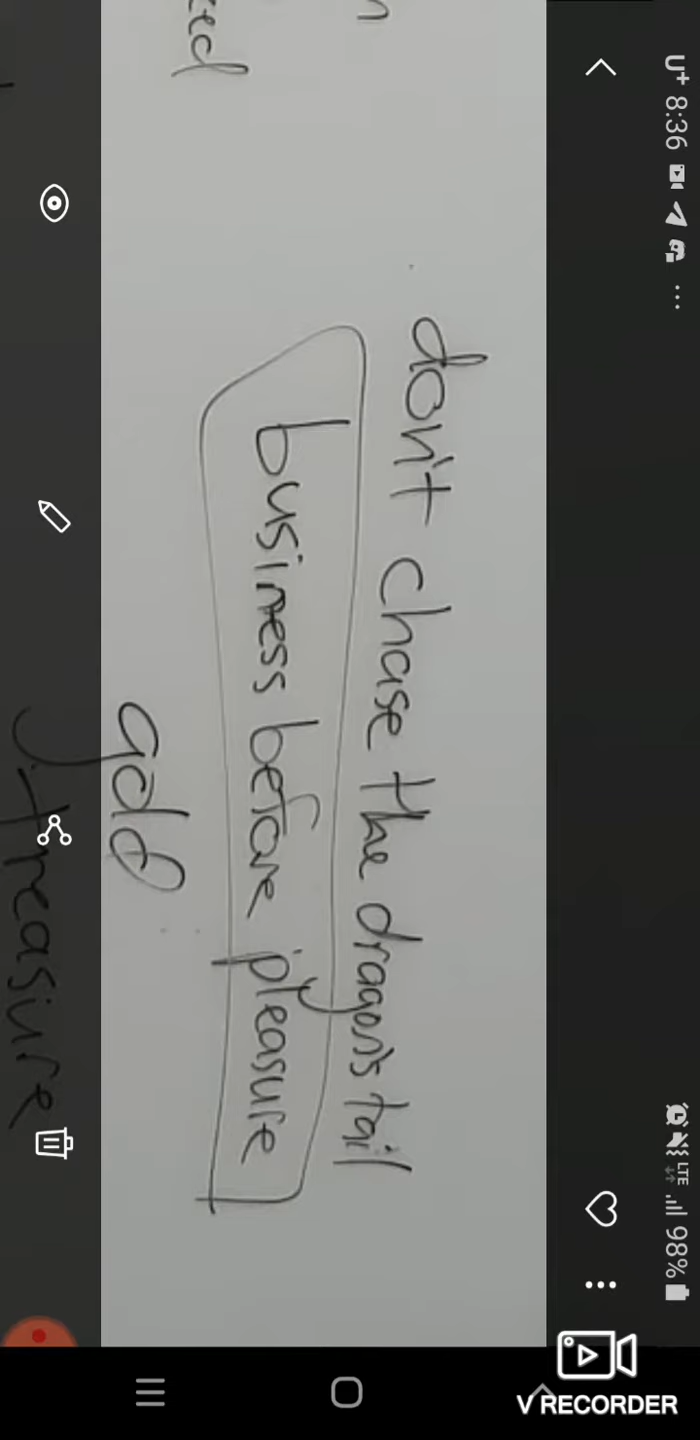 U+ 8:36
LTE 98%
don't chase the dragon's tail
business before pleasure
gold
treasure
V RECORDER